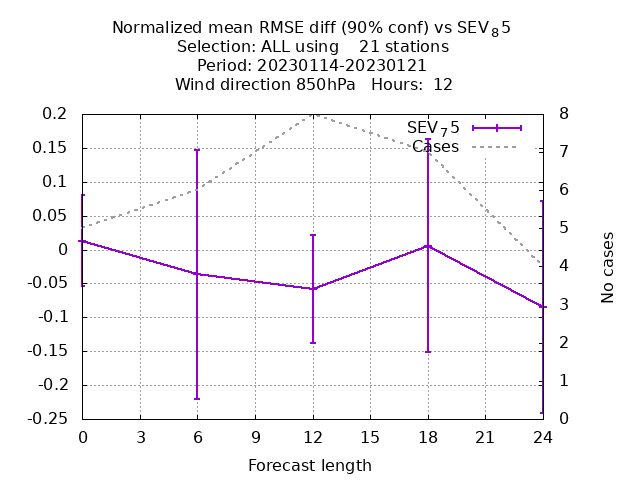 Normalized mean RMSE diff (90% conf) vs SEV₈5
Selection: ALL using    21 stations
Period: 20230114-20230121
Wind direction 850hPa   Hours:  12
SEV₇5
Cases
0.2
0.15
0.1
0.05
0
-0.05
-0.1
-0.15
-0.2
-0.25
8
7
6
5
4
3
2
1
0
No cases
0 3 6 9 12 15 18 21 24
Forecast length